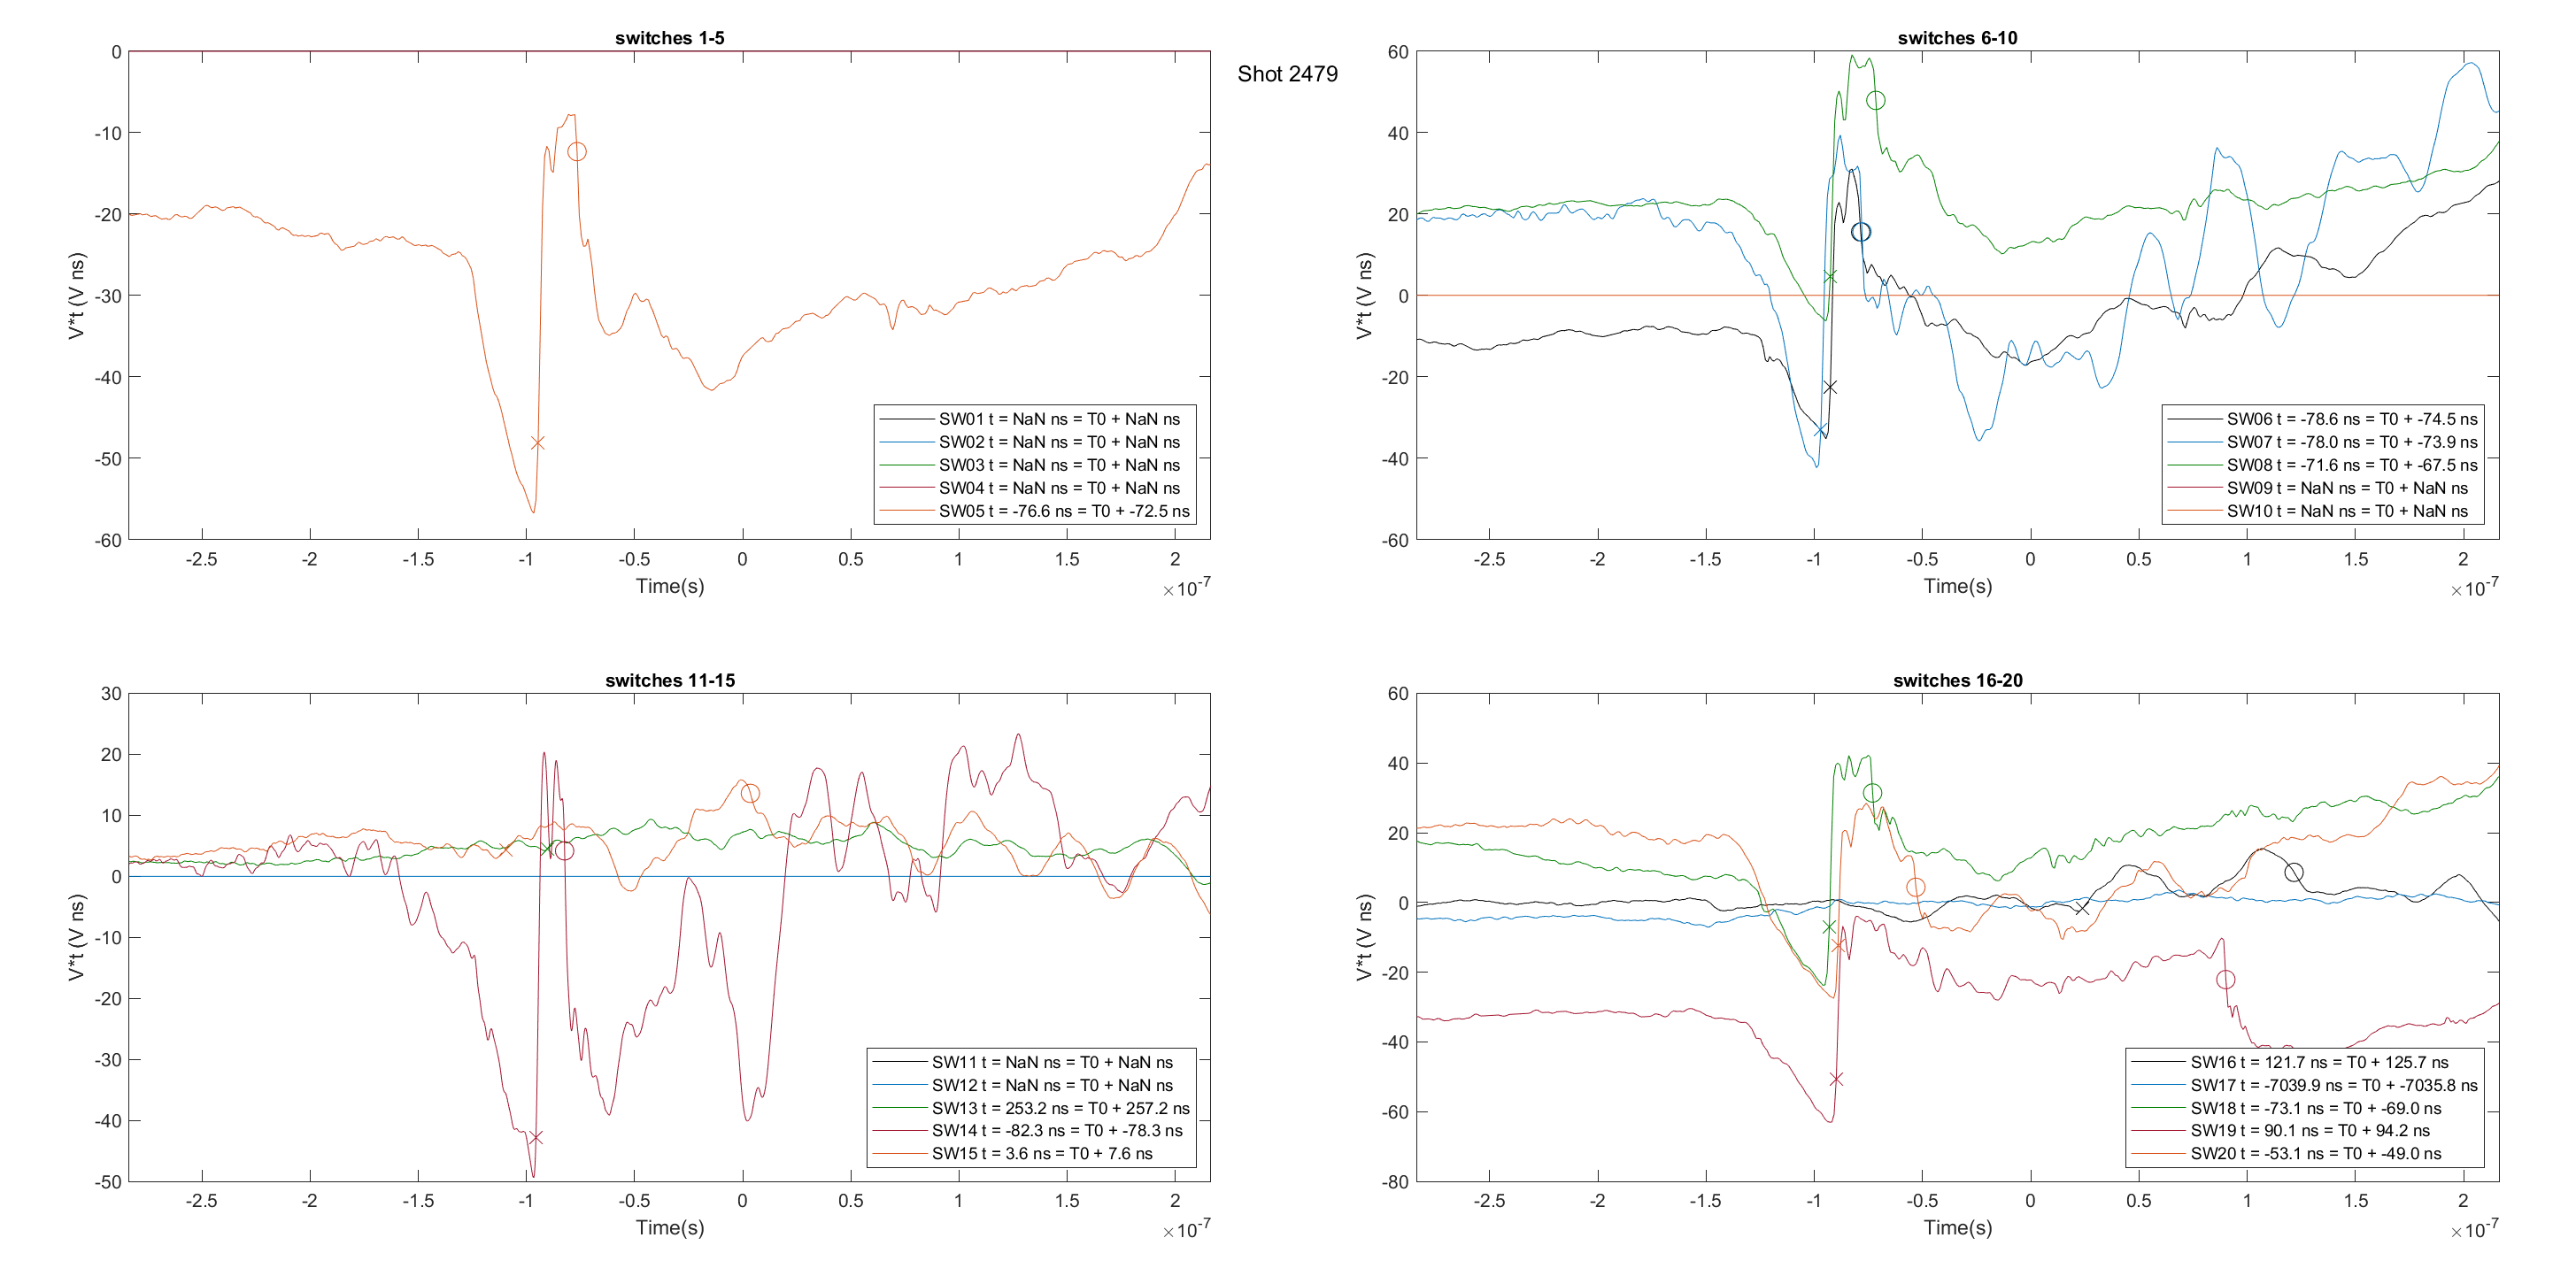 Shot 2479
switches 1-5
0
-10
-20
-30
-40
-50
-60
V*t (V ns)
-2.5 -2 -1.5 -1 -0.5 0 0.5 1 1.5 2
Time(s)
×10-7
SW01 t = NaN ns = T0 + NaN ns
SW02 t = NaN ns = T0 + NaN ns
SW03 t = NaN ns = T0 + NaN ns
SW04 t = NaN ns = T0 + NaN ns
SW05 t = -76.6 ns = T0 + -72.5 ns
switches 6-10
60
40
20
0
-20
-40
-60
V*t (V ns)
-2.5 -2 -1.5 -1 -0.5 0 0.5 1 1.5 2
Time(s)
×10-7
SW06 t = -78.6 ns = T0 + -74.5 ns
SW07 t = -78.0 ns = T0 + -73.9 ns
SW08 t = -71.6 ns = T0 + -67.5 ns
SW09 t = NaN ns = T0 + NaN ns
SW10 t = NaN ns = T0 + NaN ns
switches 11-15
30
20
10
0
-10
-20
-30
-40
-50
V*t (V ns)
-2.5 -2 -1.5 -1 -0.5 0 0.5 1 1.5 2
Time(s)
×10-7
SW11 t = NaN ns = T0 + NaN ns
SW12 t = NaN ns = T0 + NaN ns
SW13 t = 253.2 ns = T0 + 257.2 ns
SW14 t = -82.3 ns = T0 + -78.3 ns
SW15 t = 3.6 ns = T0 + 7.6 ns
switches 16-20
60
40
20
0
-20
-40
-60
-80
V*t (V ns)
-2.5 -2 -1.5 -1 -0.5 0 0.5 1 1.5 2
Time(s)
×10-7
SW16 t = 121.7 ns = T0 + 125.7 ns
SW17 t = -7039.9 ns = T0 + -7035.8 ns
SW18 t = -73.1 ns = T0 + -69.0 ns
SW19 t = 90.1 ns = T0 + 94.2 ns
SW20 t = -53.1 ns = T0 + -49.0 ns